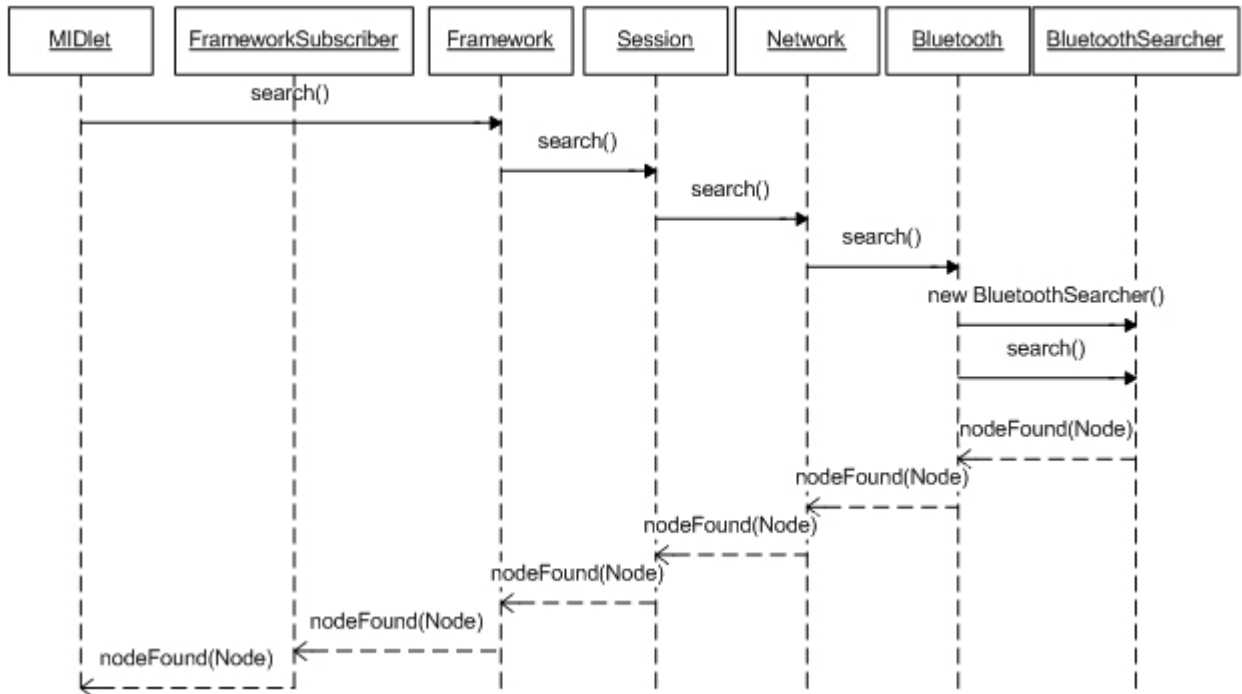 MIDlet
FrameworkSubscriber
Framework
Session
Network
Bluetooth
BluetoothSearcher
search()
search()
search()
search()
new BluetoothSearcher()
search()
nodeFound(Node)
nodeFound(Node)
nodeFound(Node)
nodeFound(Node)
nodeFound(Node)
nodeFound(Node)